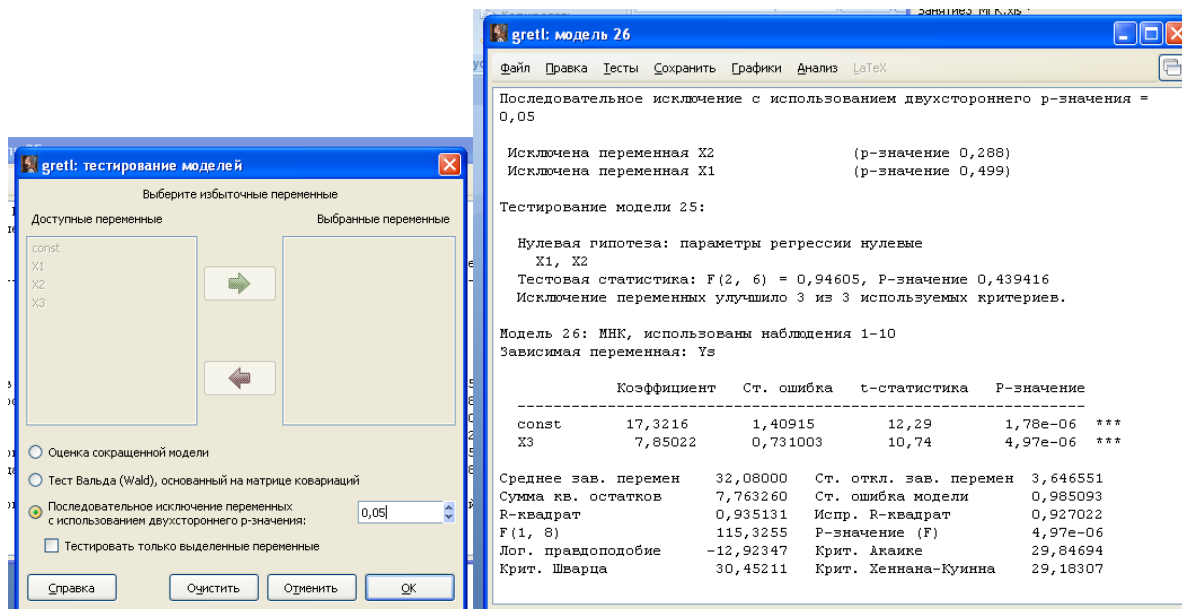 gretl: тестирование моделей
Выберите избыточные переменные
Доступные переменные Выбранные переменные
const
X1
X2
X3
Оценка сокращенной модели
Тест Вальда (Wald), основанный на матрице ковариаций
Последовательное исключение переменных
с использованием двухстороннего p-значения: 0,05
Тестировать только выделенные переменные
Справка Очистить Отменить OK
gretl: модель 26
Файл Правка Тесты Сохранить Графики Анализ LaTeX
Последовательное исключение с использованием двухстороннего p-значения =
0,05
Исключена переменная X2 (p-значение 0,288)
Исключена переменная X1 (p-значение 0,499)
Тестирование модели 25:
Нулевая гипотеза: параметры регрессии нулевые
X1, X2
Тестовая статистика: F(2, 6) = 0,94605, P-значение 0,439416
Исключение переменных улучшило 3 из 3 используемых критериев.
Модель 26: МНК, использованы наблюдения 1-10
Зависимая переменная: Ys
Коэффициент Ст. ошибка t-статистика P-значение
------------------------------------------------------------------
const 17,3216 1,40915 12,29 1,78e-06 ***
X3 7,85022 0,731003 10,74 4,97e-06 ***
Среднее зав. перемен 32,08000 Ст. откл. зав. перемен 3,646551
Сумма кв. остатков 7,763260 Ст. ошибка модели 0,985093
R-квадрат 0,935131 Испр. R-квадрат 0,927022
F(1, 8) 115,3255 P-значение (F) 4,97e-06
Лог. правдоподобие -12,92347 Крит. Акаике 29,84694
Крит. Шварца 30,45211 Крит. Хеннана-Куинна 29,18307